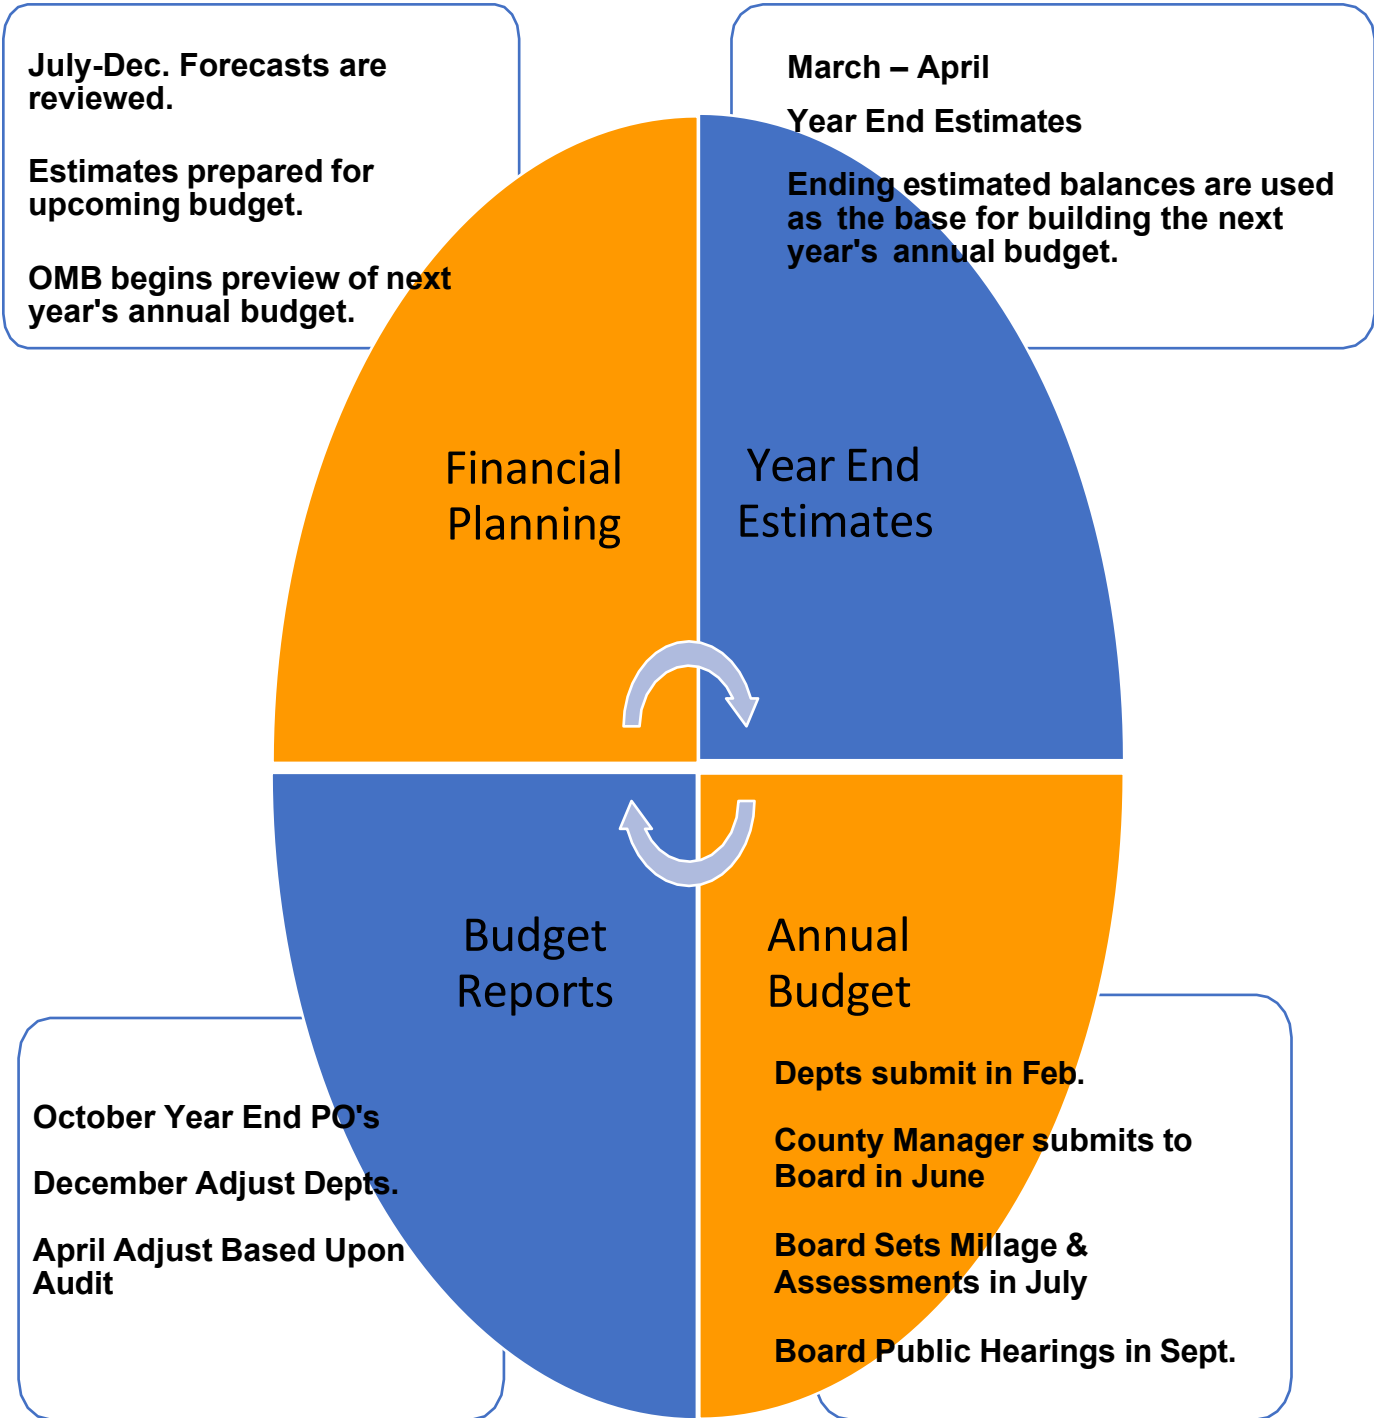 July-Dec. Forecasts are
reviewed.
Estimates prepared for
upcoming budget.
OMB begins preview of next
year's annual budget.
March – April
Year End Estimates
Ending estimated balances are used
as the base for building the next
year's annual budget.
Financial
Planning
Year End
Estimates
Budget
Reports
Annual
Budget
October Year End PO's
December Adjust Depts.
April Adjust Based Upon
Audit
Depts submit in Feb.
County Manager submits to
Board in June
Board Sets Millage &
Assessments in July
Board Public Hearings in Sept.